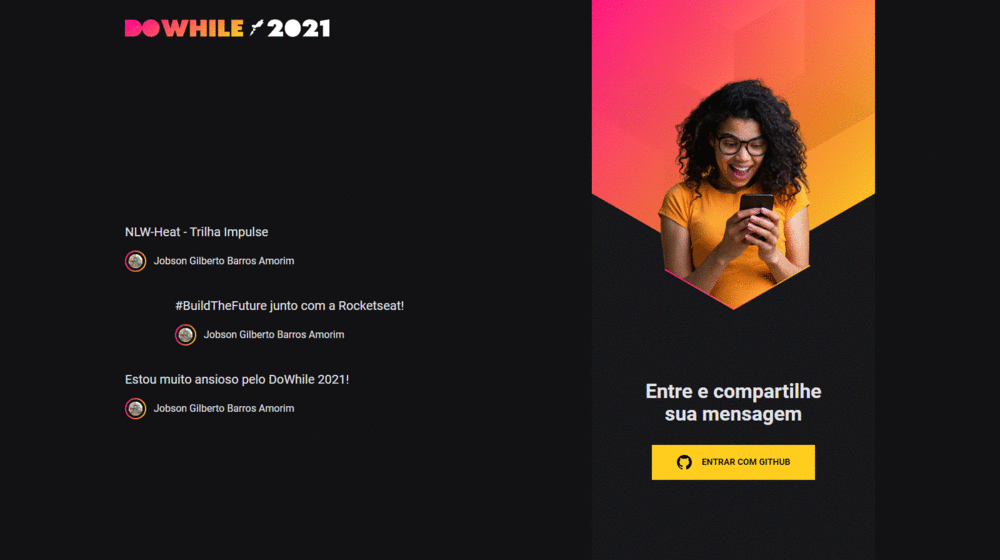 DOWHILE 2021
NLW-Heat - Trilha Impulse
Jobson Gilberto Barros Amorim
#BuildTheFuture junto com a Rocketseat!
Jobson Gilberto Barros Amorim
Estou muito ansioso pelo DoWhile 2021!
Jobson Gilberto Barros Amorim
Entre e compartilhe
sua mensagem
ENTRAR COM GITHUB